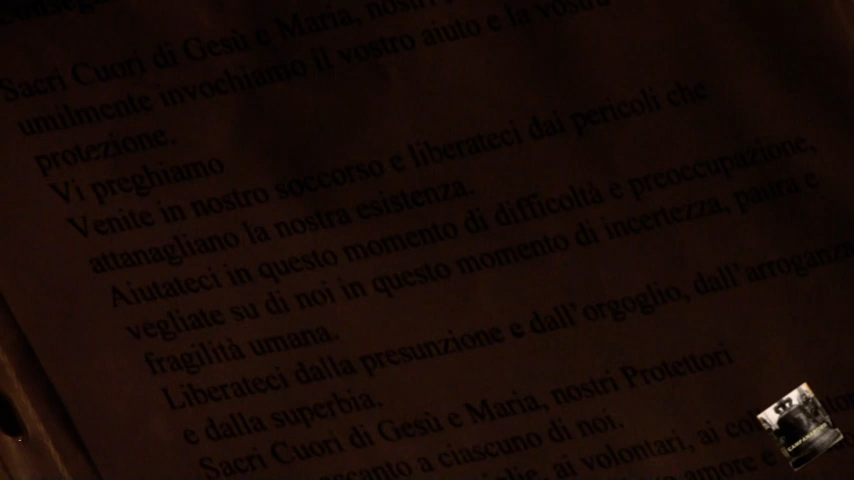 Sacri Cuori di Gesù e Maria, nostri
umilmente invochiamo il vostro aiuto e la vostra
protezione.
Vi preghiamo
Venite in nostro soccorso e liberateci dai pericoli che
attanagliano la nostra esistenza.
Aiutateci in questo momento di difficoltà e preoccupazione,
vegliate su di noi in questo momento di incertezza, paura e
fragilità umana.
Liberateci dalla presunzione e dall'orgoglio, dall'arroganza
e dalla superbia.
Sacri Cuori di Gesù e Maria, nostri Protettori
a ciascuno di noi.
ai volontari, ai
amore e